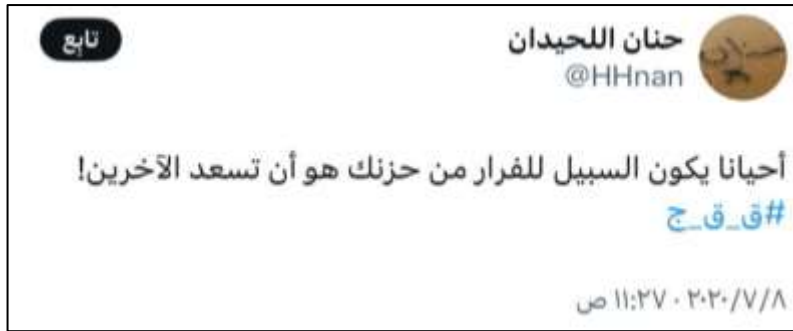 حنان اللحيدان
تابع
@HHnan
أحيانا يكون السبيل للفرار من حزنك هو أن تسعد الآخرين!
#ق_ق_ج
٢٠٢٠/٧/٨ · ١١:٢٧ ص